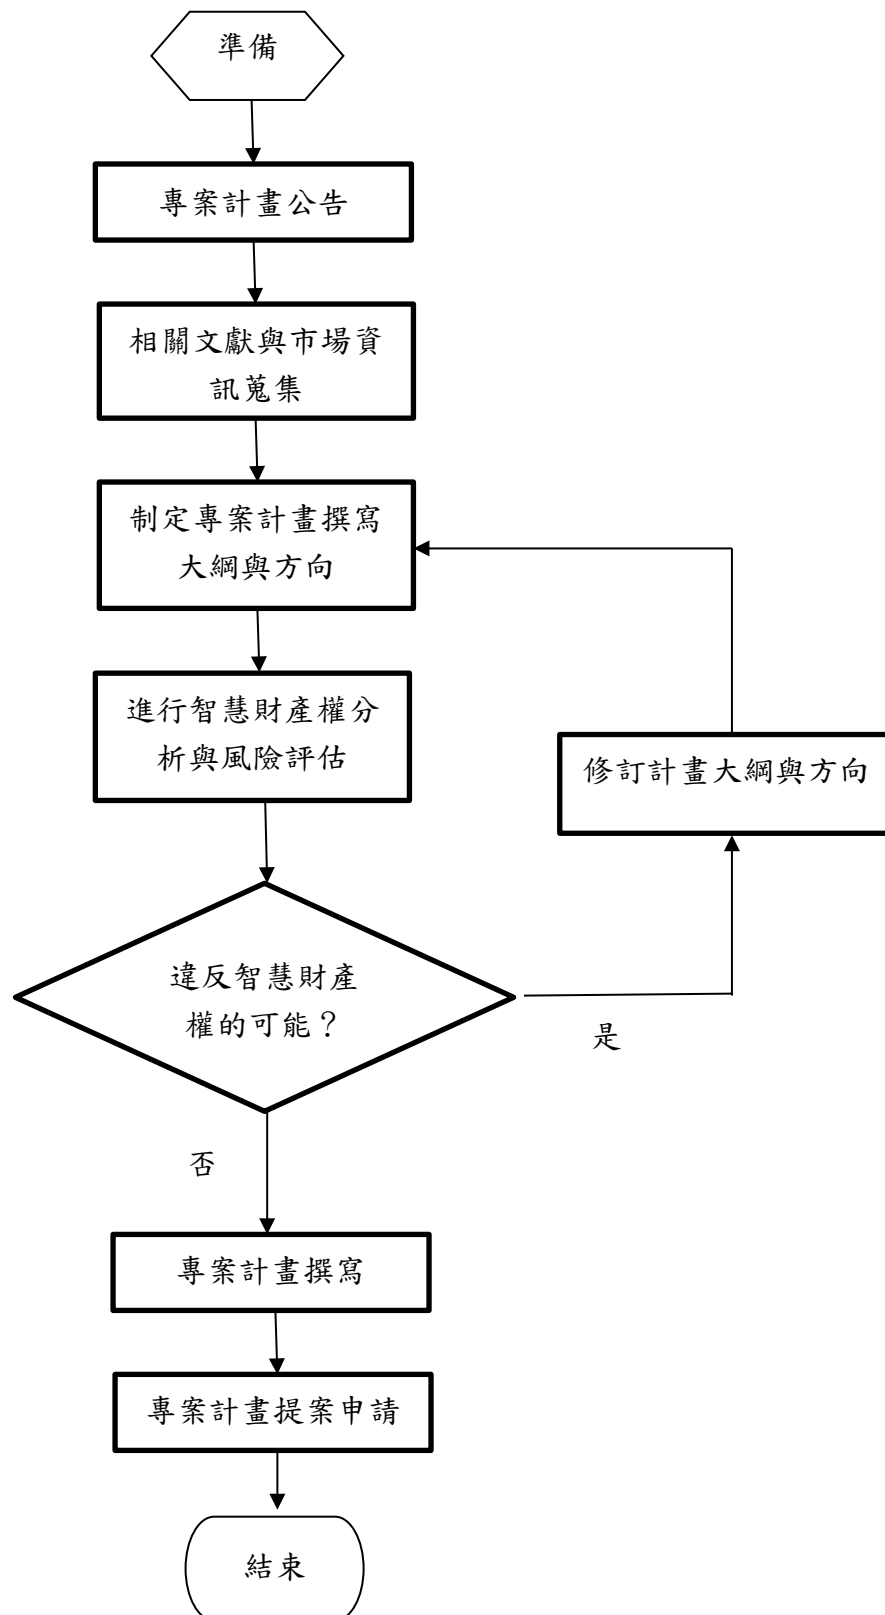 準備
專案計畫公告
相關文獻與市場資
訊蒐集
制定專案計畫撰寫
大綱與方向
進行智慧財產權分
析與風險評估
修訂計畫大綱與方向
違反智慧財產
權的可能？
是
否
專案計畫撰寫
專案計畫提案申請
結束